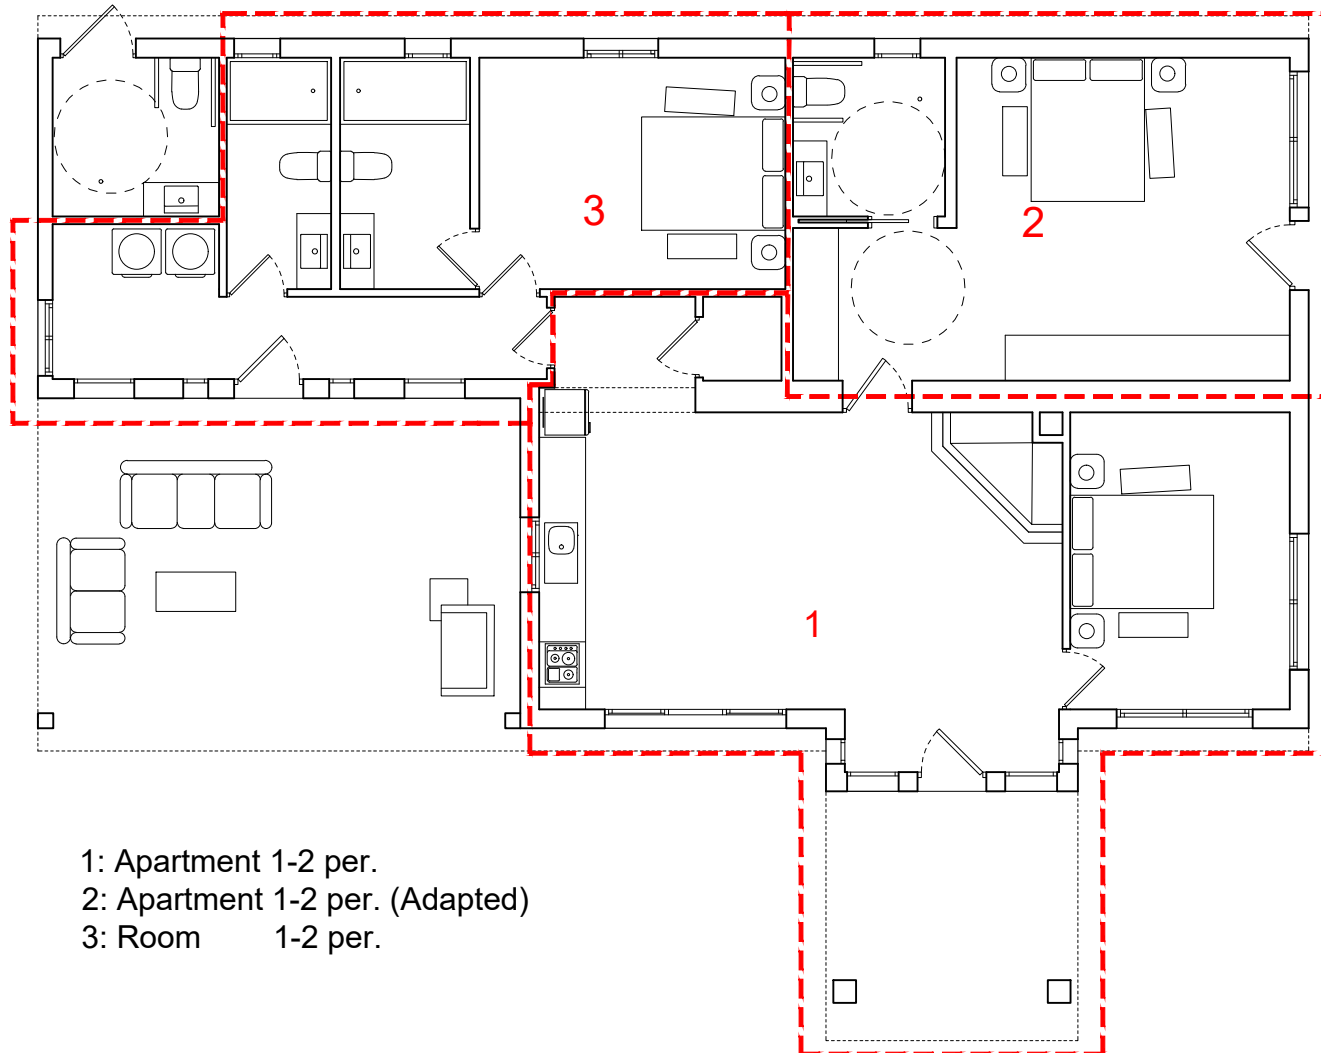 3
2
1
1: Apartment 1-2 per.
2: Apartment 1-2 per. (Adapted)
3: Room 1-2 per.